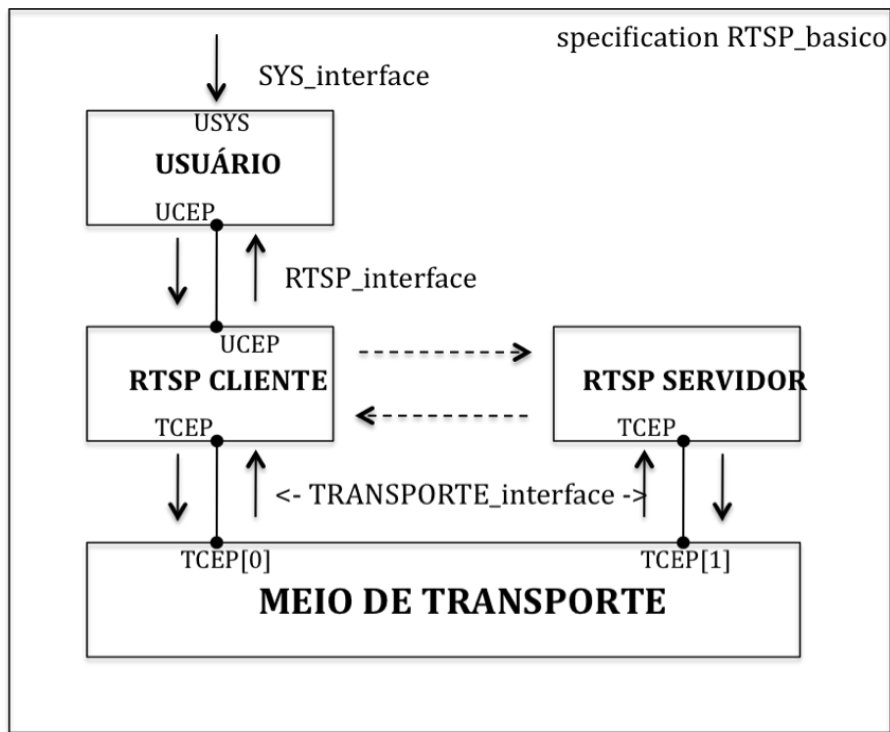 specification RTSP_basico
SYS_interface
USYS
USUÁRIO
UCEP
RTSP_interface
UCEP
RTSP CLIENTE
RTSP SERVIDOR
TCEP
TCEP
<- TRANSPORTE_interface ->
TCEP[0]
TCEP[1]
MEIO DE TRANSPORTE